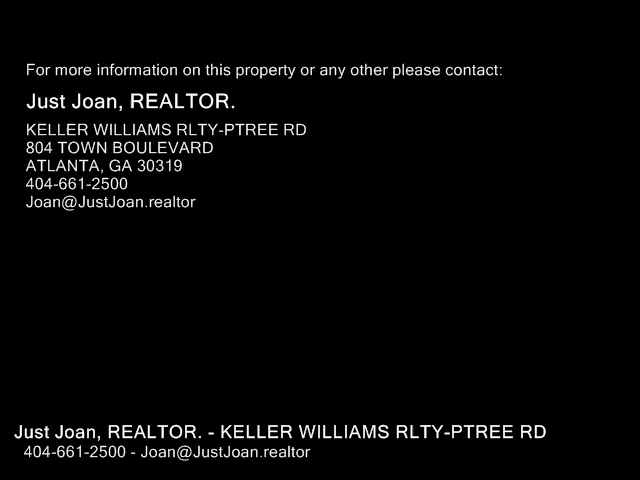 For more information on this property or any other please contact:
Just Joan, REALTOR.
KELLER WILLIAMS RLTY-PTREE RD
804 TOWN BOULEVARD
ATLANTA, GA 30319
404-661-2500
Joan@JustJoan.realtor
Just Joan, REALTOR. - KELLER WILLIAMS RLTY-PTREE RD
404-661-2500 - Joan@JustJoan.realtor